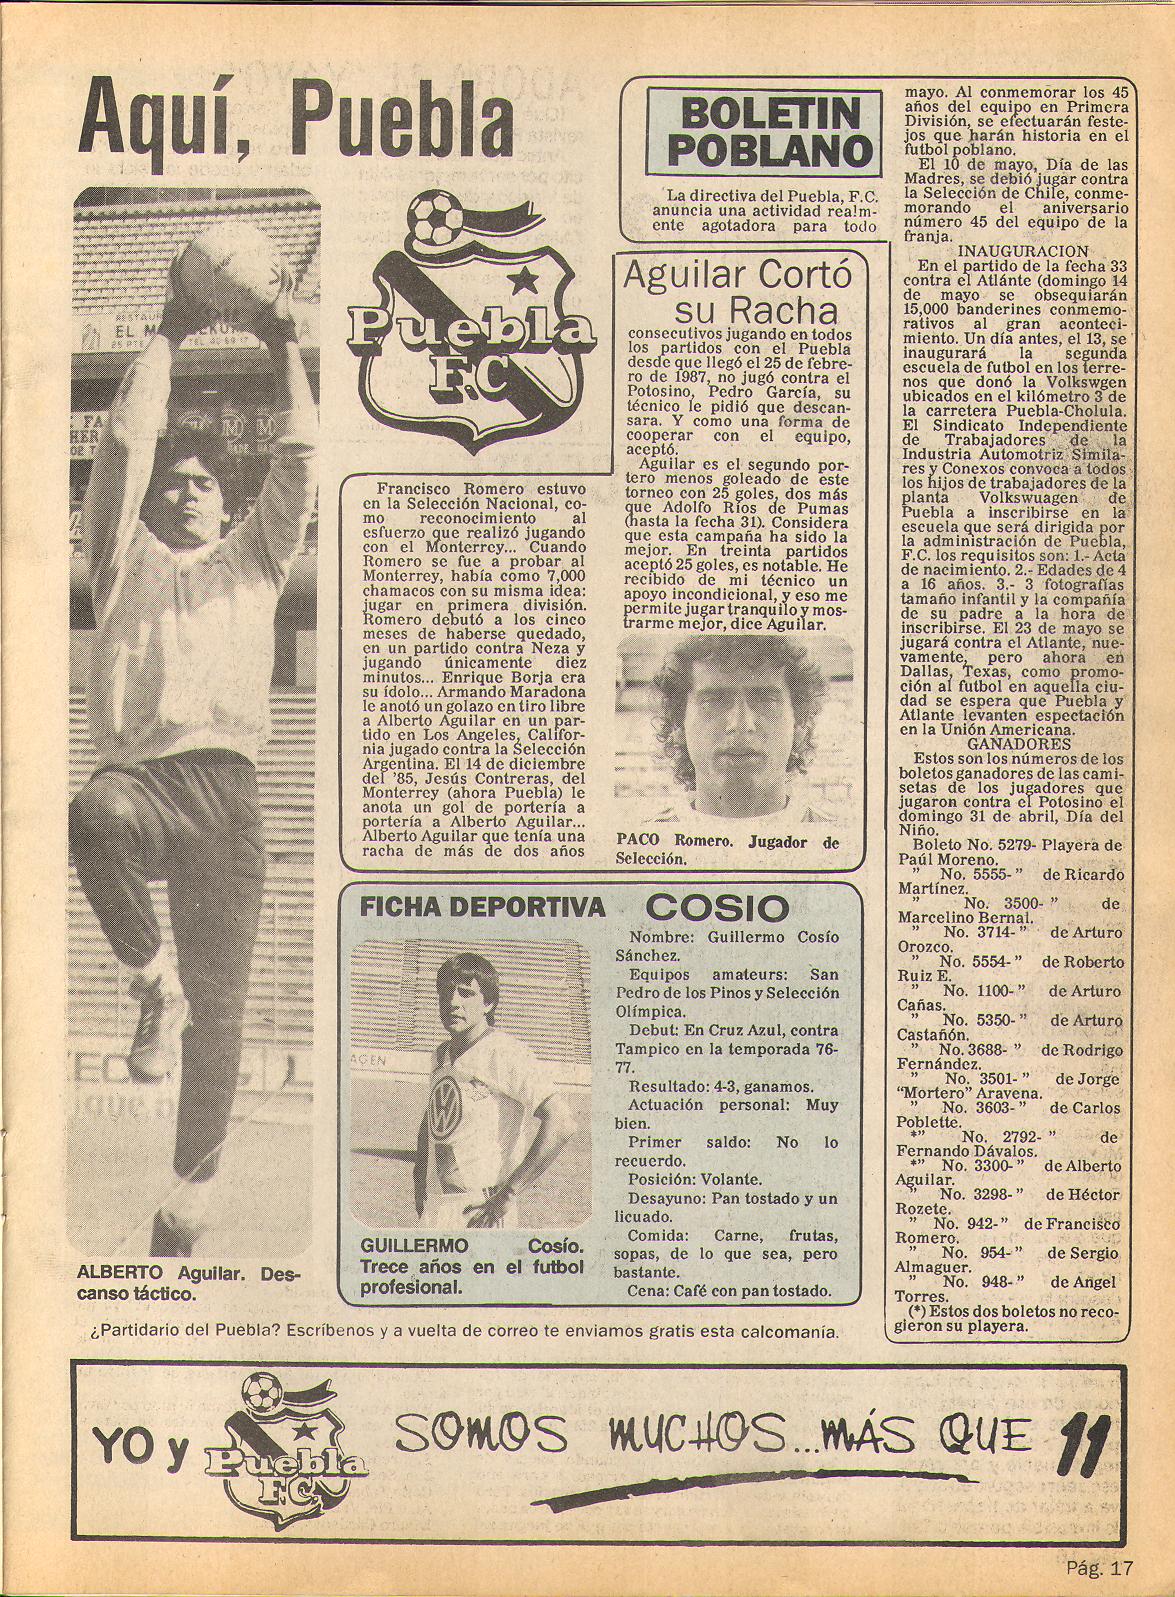 Aquí, Puebla
RESTAUR
EL M
25 PTE
TEL 40 69 17
FA
HER
Puebla
F.C
ALBERTO Aguilar. Des-
canso táctico.
Francisco Romero estuvo
en la Selección Nacional, co-
mo reconocimiento al
esfuerzo que realizó jugando
con el Monterrey... Cuando
Romero se fue a probar al
Monterrey, había como 7,000
chamacos con su misma idea:
jugar en primera división.
Romero debutó a los cinco
meses de haberse quedado,
en un partido contra Neza y
jugando únicamente diez
minutos... Enrique Borja era
su ídolo... Armando Maradona
le anotó un golazo en tiro libre
a Alberto Aguilar en un par-
tido en Los Angeles, Califor-
nia jugado contra la Selección
Argentina. El 14 de diciembre
del '85, Jesús Contreras, del
Monterrey (ahora Puebla) le
anota un gol de portería a
portería a Alberto Aguilar...
Alberto Aguilar que tenía una
racha de más de dos años
Aguilar Cortó
su Racha
consecutivos jugando en todos
los partidos con el Puebla
desde que llegó el 25 de febre-
ro de 1987, no jugó contra el
Potosino, Pedro García, su
técnico le pidió que descan-
sara. Y como una forma de
cooperar con el equipo,
aceptó.
Aguilar es el segundo por-
tero menos goleado de este
torneo con 25 goles, dos más
que Adolfo Ríos de Pumas
(hasta la fecha 31). Considera
que esta campaña ha sido la
mejor. En treinta partidos
aceptó 25 goles, es notable. He
recibido de mi técnico un
apoyo incondicional, y eso me
permite jugar tranquilo y mos-
trarme mejor, dice Aguilar.
PACO Romero. Jugador de
Selección.
FICHA DEPORTIVA COSIO
AGEN
VW
GUILLERMO Cosío.
Trece años en el futbol
profesional.
Nombre: Guillermo Cosío
Sánchez.
Equipos amateurs: San
Pedro de los Pinos y Selección
Olímpica.
Debut: En Cruz Azul, contra
Tampico en la temporada 76-
77.
Resultado: 4-3, ganamos.
Actuación personal: Muy
bien.
Primer saldo: No lo
recuerdo.
Posición: Volante.
Desayuno: Pan tostado y un
licuado.
Comida: Carne, frutas,
sopas, de lo que sea, pero
bastante.
Cena: Café con pan tostado.
BOLETIN
POBLANO
La directiva del Puebla, F.C.
anuncia una actividad realm-
ente agotadora para todo
mayo. Al conmemorar los 45
años del equipo en Primera
División, se efectuarán feste-
jos que harán historia en el
futbol poblano.
El 10 de mayo, Día de las
Madres, se debió jugar contra
la Selección de Chile, conme-
morando el aniversario
número 45 del equipo de la
franja.
INAUGURACION
En el partido de la fecha 33
contra el Atlánte (domingo 14
de mayo se obsequiarán
15,000 banderines conmemo-
rativos al gran aconteci-
miento. Un día antes, el 13, se
inaugurará la segunda
escuela de futbol en los terre-
nos que donó la Volkswgen
ubicados en el kilómetro 3 de
la carretera Puebla-Cholula.
El Sindicato Independiente
de Trabajadores de la
Industria Automotriz Simila-
res y Conexos convoca a todos
los hijos de trabajadores de la
planta Volkswuagen de
Puebla a inscribirse en la
escuela que será dirigida por
la administración de Puebla,
F.C. los requisitos son: 1.- Acta
de nacimiento. 2.- Edades de 4
a 16 años. 3.- 3 fotografías
tamaño infantil y la compañía
de su padre a la hora de
inscribirse. El 23 de mayo se
jugará contra el Atlante, nue-
vamente, pero ahora en
Dallas, Texas, como promo-
ción al futbol en aquella ciu-
dad se espera que Puebla y
Atlante levanten espectación
en la Unión Americana.
GANADORES
Estos son los números de los
boletos ganadores de las cami-
setas de los jugadores que
jugaron contra el Potosino el
domingo 31 de abril, Día del
Niño.
Boleto No. 5279- Playera de
Paúl Moreno.
" No. 5555- " de Ricardo
Martínez.
" No. 3500- " de
Marcelino Bernal.
" No. 3714- " de Arturo
Orozco.
" No. 5554- " de Roberto
Ruiz E.
" No. 1100- " de Arturo
Cañas.
" No. 5350- " de Arturo
Castañón.
" No. 3688- " de Rodrigo
Fernández.
" No. 3501- " de Jorge
"Mortero" Aravena.
" No. 3603- " de Carlos
Poblette.
*" No. 2792- " de
Fernando Dávalos.
*" No. 3300- " de Alberto
Aguilar.
" No. 3298- " de Héctor
Rozete.
" No. 942- " de Francisco
Romero.
" No. 954- " de Sergio
Almaguer.
" No. 948- " de Angel
Torres.
(*) Estos dos boletos no reco-
gieron su playera.
¿Partidario del Puebla? Escríbenos y a vuelta de correo te enviamos gratis esta calcomanía.
YO y Puebla F.C. SOMOS MUCHOS...MÁS QUE 11
Pág. 17